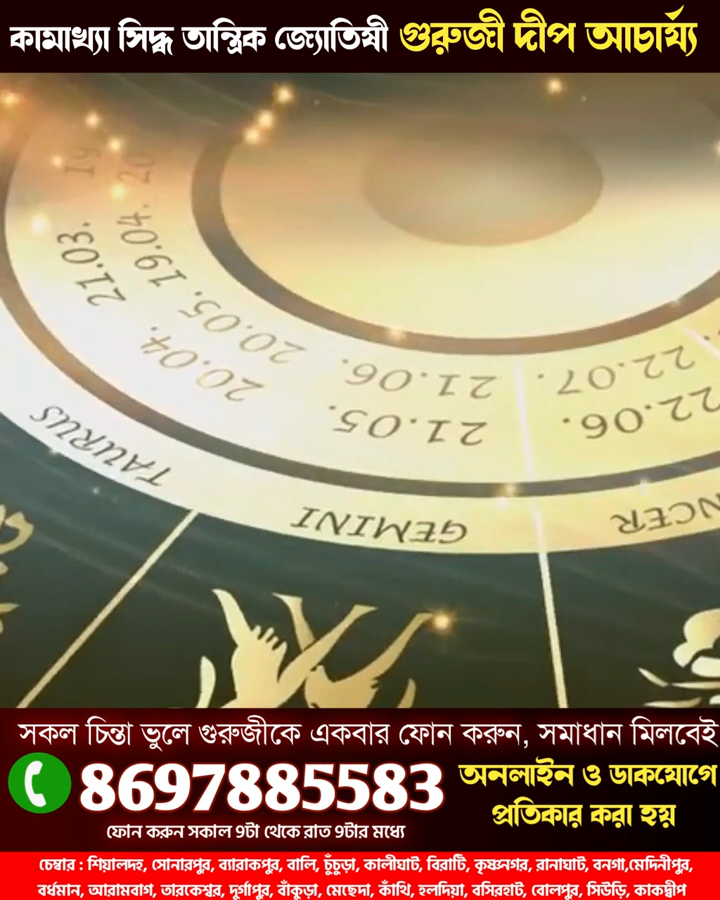 কামাখ্যা সিদ্ধ তান্ত্রিক জ্যোতিষী গুরুজী দীপ আচার্য্য
19
21.03.
19.04. 20
20.04.
20.05.
21.05.
21.06.
22.06.
22.07.
TAURUS
GEMINI
NCER
সকল চিন্তা ভুলে গুরুজীকে একবার ফোন করুন, সমাধান মিলবেই
8697885583
ফোন করুন সকাল ৯টা থেকে রাত ৯টার মধ্যে
অনলাইন ও ডাকযোগে
প্রতিকার করা হয়
চেম্বার : শিয়ালদহ, সোনারপুর, ব্যারাকপুর, বালি, চুঁচুড়া, কালীঘাট, বিরাটি, কৃষ্ণনগর, রানাঘাট, বনগা,মেদিনীপুর,
বর্ধমান, আরামবাগ, তারকেশ্বর, দুর্গাপুর, বাঁকুড়া, মেছেদা, কাঁথি, হলদিয়া, বসিরহাট, বোলপুর, সিউড়ি, কাকদ্বীপ